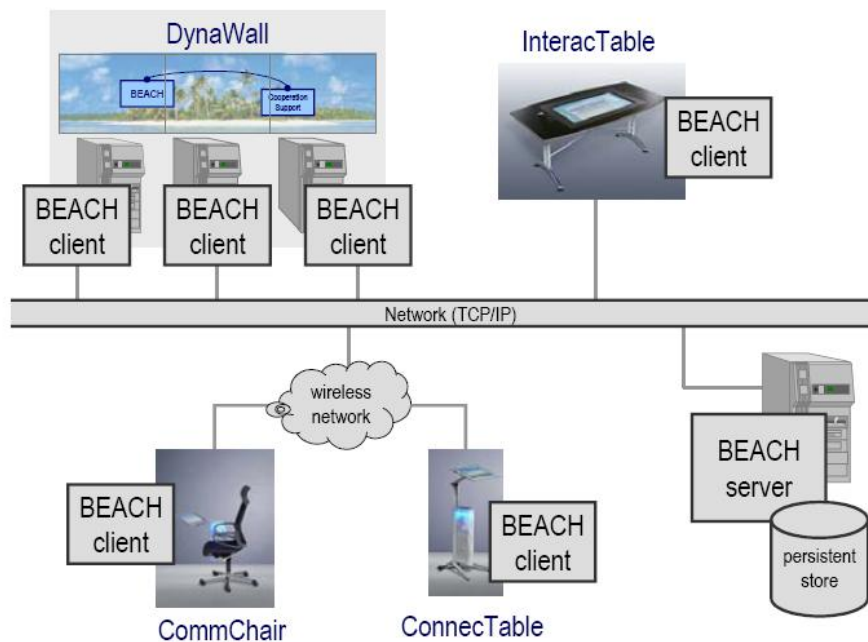 DynaWall
InteracTable
BEACH
Cooperation
Support
BEACH
client
BEACH
client
BEACH
client
BEACH
client
Network (TCP/IP)
wireless
network
BEACH
client
BEACH
client
BEACH
server
persistent
store
CommChair
ConnecTable